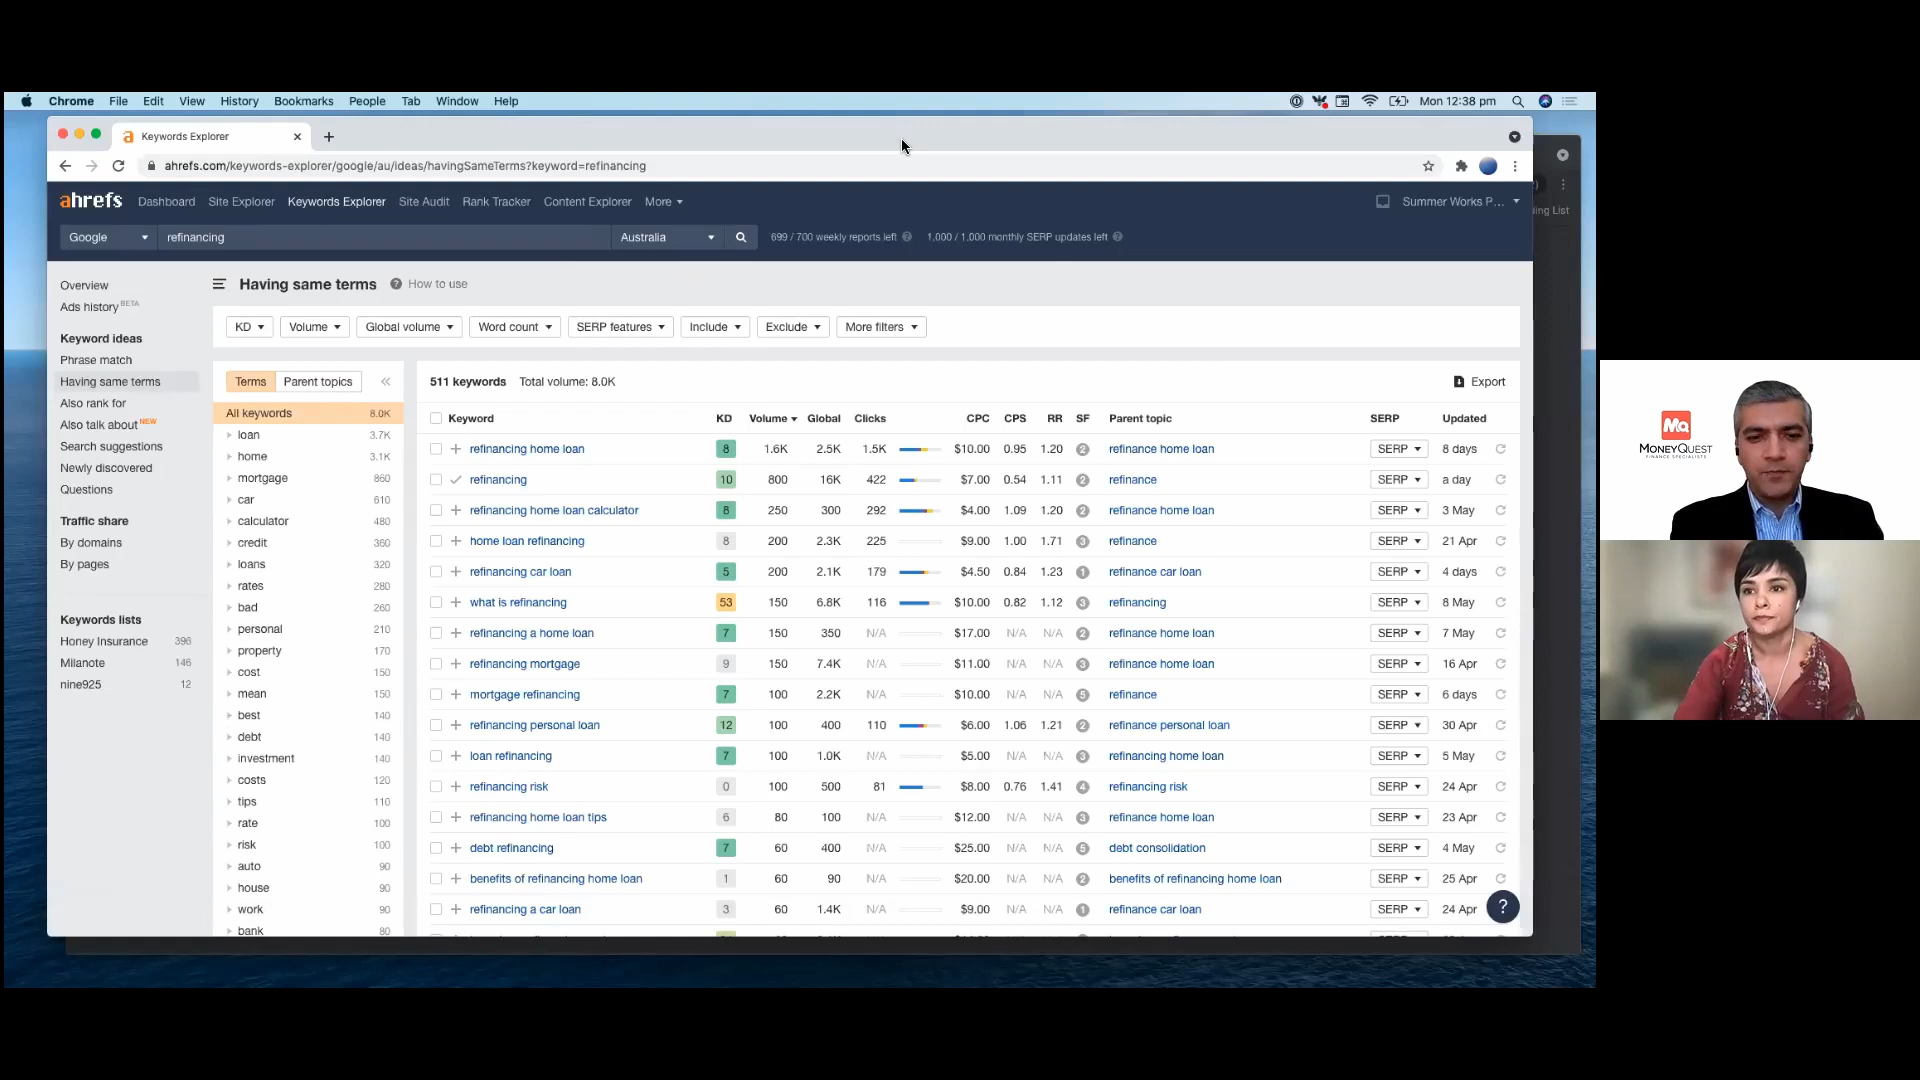 Chrome File Edit View History Bookmarks People Tab Window Help Mon 12:38 pm
Keywords Explorer
ahrefs.com/keywords-explorer/google/au/ideas/havingSameTerms?keyword=refinancing
ahrefs Dashboard Site Explorer Keywords Explorer Site Audit Rank Tracker Content Explorer More Summer Works P...
ing List
Google refinancing Australia 699 / 700 weekly reports left 1,000 / 1,000 monthly SERP updates left
Overview
Ads history BETA
Keyword ideas
Phrase match
Having same terms
Also rank for
Also talk about NEW
Search suggestions
Newly discovered
Questions
Traffic share
By domains
By pages
Keywords lists
Honey Insurance 396
Milanote 146
nine925 12
Having same terms ? How to use
KD Volume Global volume Word count SERP features Include Exclude More filters
Terms Parent topics «
All keywords 8.0K
loan 3.7K
home 3.1K
mortgage 860
car 610
calculator 480
credit 360
loans 320
rates 280
bad 260
personal 210
property 170
cost 150
mean 150
best 140
debt 140
investment 140
costs 120
tips 110
rate 100
risk 100
auto 90
house 90
work 90
bank 80
511 keywords Total volume: 8.0K Export
Keyword KD Volume Global Clicks CPC CPS RR SF Parent topic SERP Updated
refinancing home loan 8 1.6K 2.5K 1.5K $10.00 0.95 1.20 2 refinance home loan SERP 8 days
refinancing 10 800 16K 422 $7.00 0.54 1.11 2 refinance SERP a day
refinancing home loan calculator 8 250 300 292 $4.00 1.09 1.20 2 refinance home loan SERP 3 May
home loan refinancing 8 200 2.3K 225 $9.00 1.00 1.71 3 refinance SERP 21 Apr
refinancing car loan 5 200 2.1K 179 $4.50 0.84 1.23 1 refinance car loan SERP 4 days
what is refinancing 53 150 6.8K 116 $10.00 0.82 1.12 3 refinancing SERP 8 May
refinancing a home loan 7 150 350 N/A $17.00 N/A N/A 2 refinance home loan SERP 7 May
refinancing mortgage 9 150 7.4K N/A $11.00 N/A N/A 3 refinance home loan SERP 16 Apr
mortgage refinancing 7 100 2.2K N/A $10.00 N/A N/A 5 refinance SERP 6 days
refinancing personal loan 12 100 400 110 $6.00 1.06 1.21 2 refinance personal loan SERP 30 Apr
loan refinancing 7 100 1.0K N/A $5.00 N/A N/A 3 refinancing home loan SERP 5 May
refinancing risk 0 100 500 81 $8.00 0.76 1.41 4 refinancing risk SERP 24 Apr
refinancing home loan tips 6 80 100 N/A $12.00 N/A N/A 3 refinance home loan SERP 23 Apr
debt refinancing 7 60 400 N/A $25.00 N/A N/A 5 debt consolidation SERP 4 May
benefits of refinancing home loan 1 60 90 N/A $20.00 N/A N/A 2 benefits of refinancing home loan SERP 25 Apr
refinancing a car loan 3 60 1.4K N/A $9.00 N/A N/A 1 refinance car loan SERP 24 Apr
?
MQ
MONEYQUEST
FINANCE SPECIALISTS